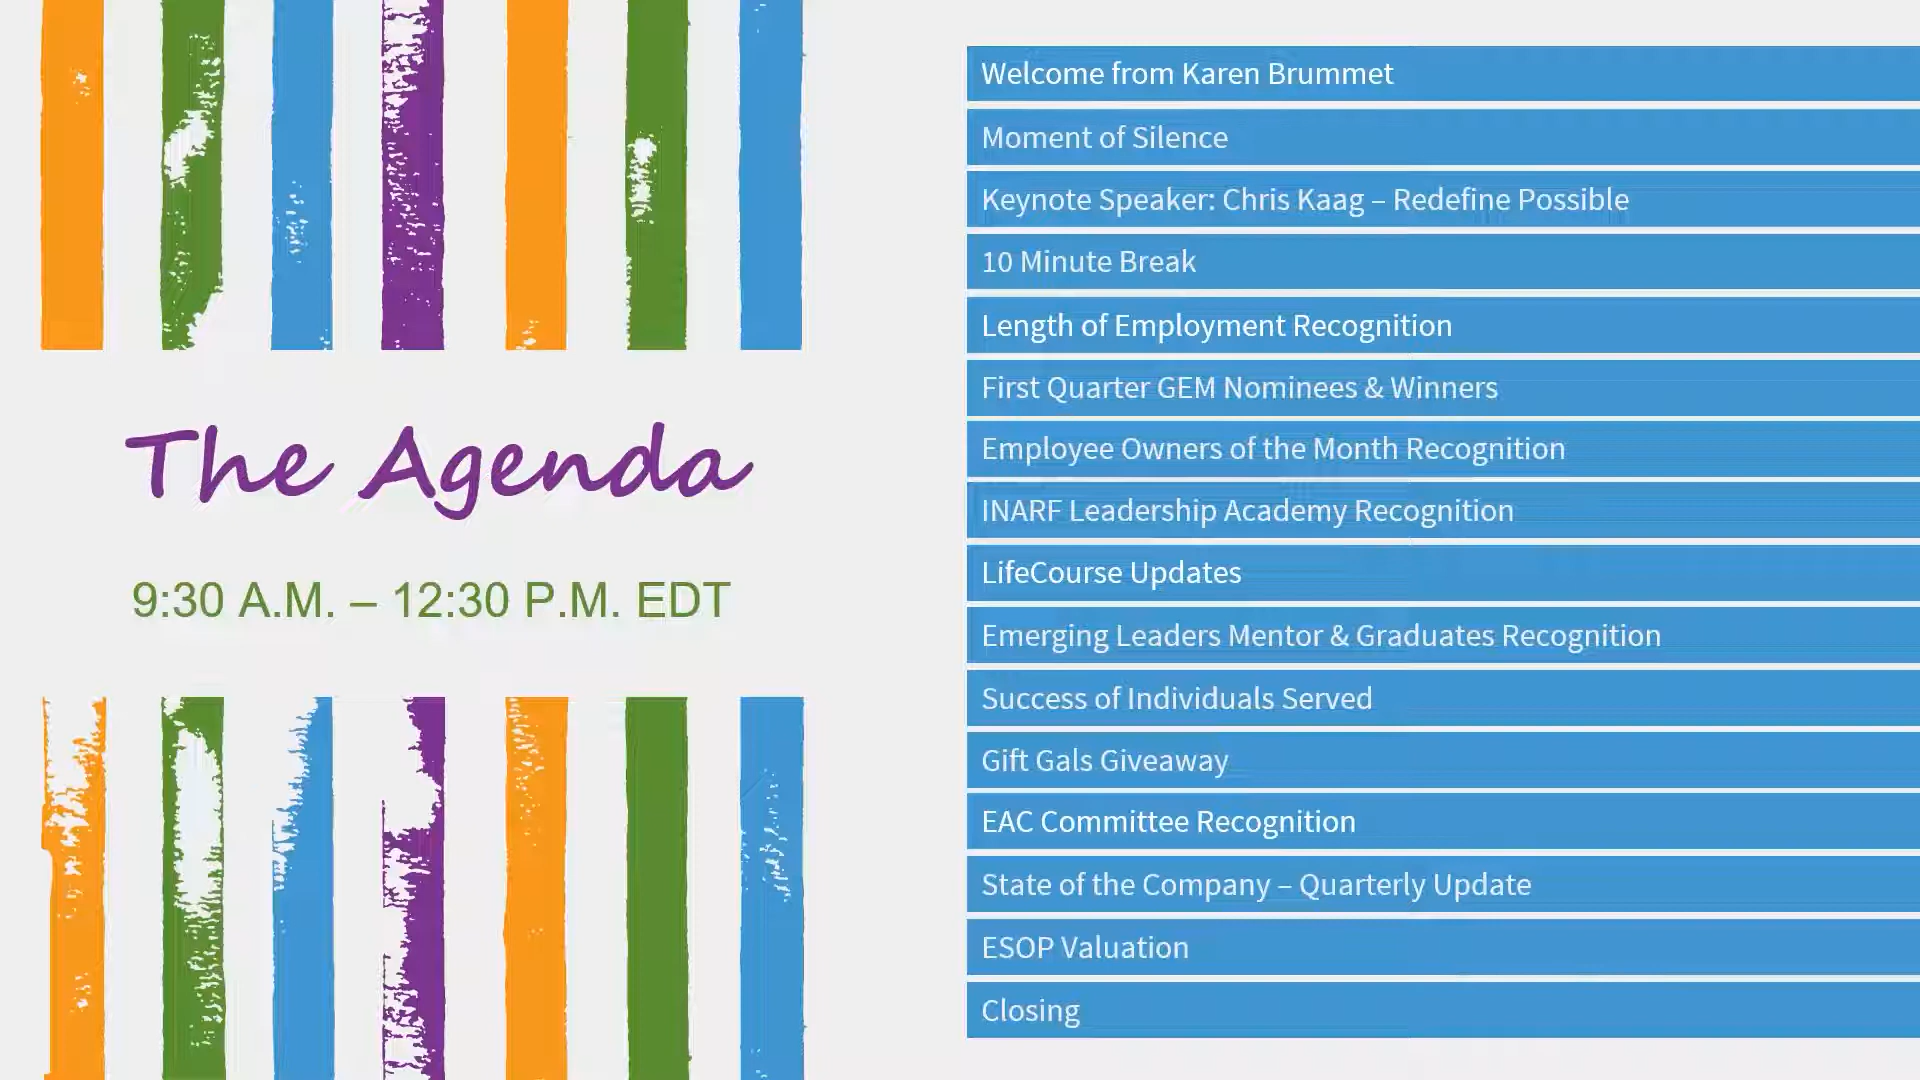 The Agenda
9:30 A.M. – 12:30 P.M. EDT
Welcome from Karen Brummet
Moment of Silence
Keynote Speaker: Chris Kaag – Redefine Possible
10 Minute Break
Length of Employment Recognition
First Quarter GEM Nominees & Winners
Employee Owners of the Month Recognition
INARF Leadership Academy Recognition
LifeCourse Updates
Emerging Leaders Mentor & Graduates Recognition
Success of Individuals Served
Gift Gals Giveaway
EAC Committee Recognition
State of the Company – Quarterly Update
ESOP Valuation
Closing